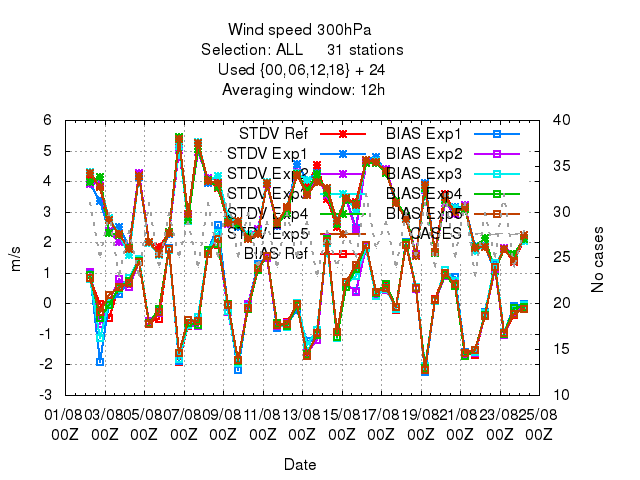 Wind speed 300hPa
Selection: ALL 31 stations
Used {00,06,12,18} + 24
Averaging window: 12h
6 40
STDV Ref BIAS Exp1
STDV Exp1 BIAS Exp2
5 35
STDV Exp2 BIAS Exp3
4
STDV Exp3 BIAS Exp4
3 30
STDV Exp4 BIAS Exp5
STDV Exp5 CASES
2
BIAS Ref
25
1
m/s No cases
0 20
-1
15
-2
-3 10
01/08 03/08 05/08 07/08 09/08 11/08 13/08 15/08 17/08 19/08 21/08 23/08 25/08
00Z 00Z 00Z 00Z 00Z 00Z 00Z 00Z 00Z 00Z 00Z 00Z 00Z
Date